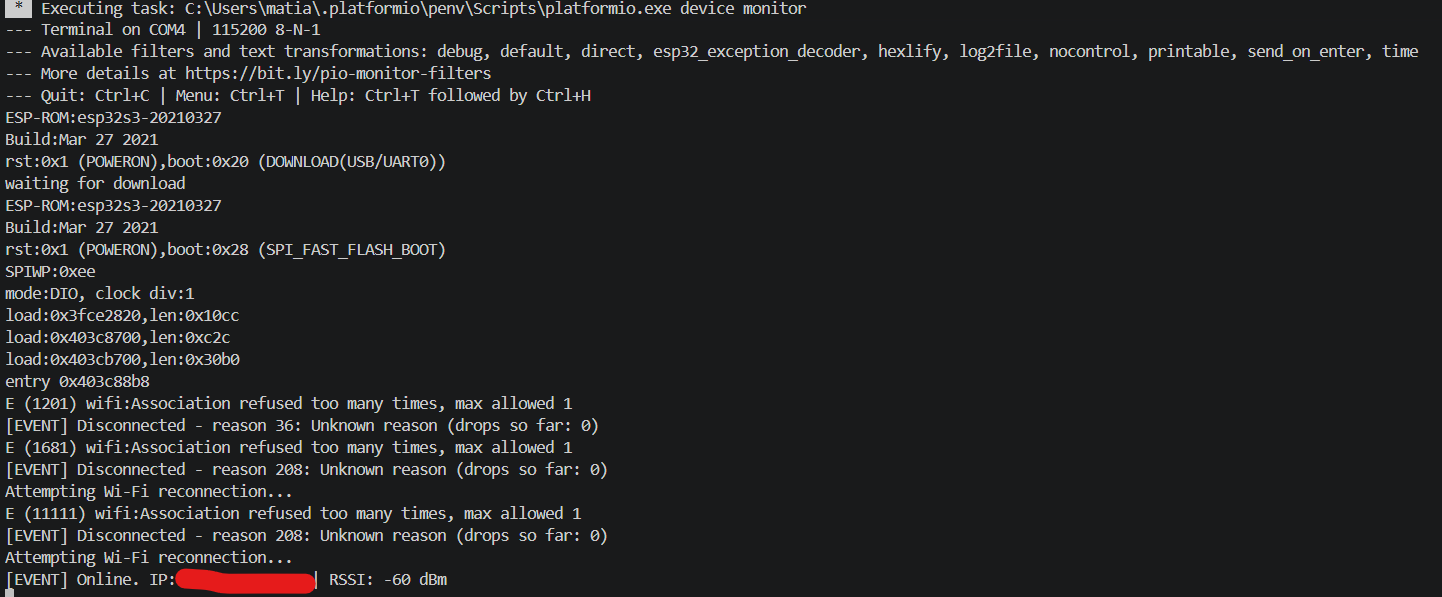 * Executing task: C:\Users\matia\.platformio\penv\Scripts\platformio.exe device monitor
--- Terminal on COM4 | 115200 8-N-1
--- Available filters and text transformations: debug, default, direct, esp32_exception_decoder, hexlify, log2file, nocontrol, printable, send_on_enter, time
--- More details at https://bit.ly/pio-monitor-filters
--- Quit: Ctrl+C | Menu: Ctrl+T | Help: Ctrl+T followed by Ctrl+H
ESP-ROM:esp32s3-20210327
Build:Mar 27 2021
rst:0x1 (POWERON),boot:0x20 (DOWNLOAD(USB/UART0))
waiting for download
ESP-ROM:esp32s3-20210327
Build:Mar 27 2021
rst:0x1 (POWERON),boot:0x28 (SPI_FAST_FLASH_BOOT)
SPIWP:0xee
mode:DIO, clock div:1
load:0x3fce2820,len:0x10cc
load:0x403c8700,len:0xc2c
load:0x403cb700,len:0x30b0
entry 0x403c88b8
E (1201) wifi:Association refused too many times, max allowed 1
[EVENT] Disconnected - reason 36: Unknown reason (drops so far: 0)
E (1681) wifi:Association refused too many times, max allowed 1
[EVENT] Disconnected - reason 208: Unknown reason (drops so far: 0)
Attempting Wi-Fi reconnection...
E (11111) wifi:Association refused too many times, max allowed 1
[EVENT] Disconnected - reason 208: Unknown reason (drops so far: 0)
Attempting Wi-Fi reconnection...
[EVENT] Online. IP: | RSSI: -60 dBm